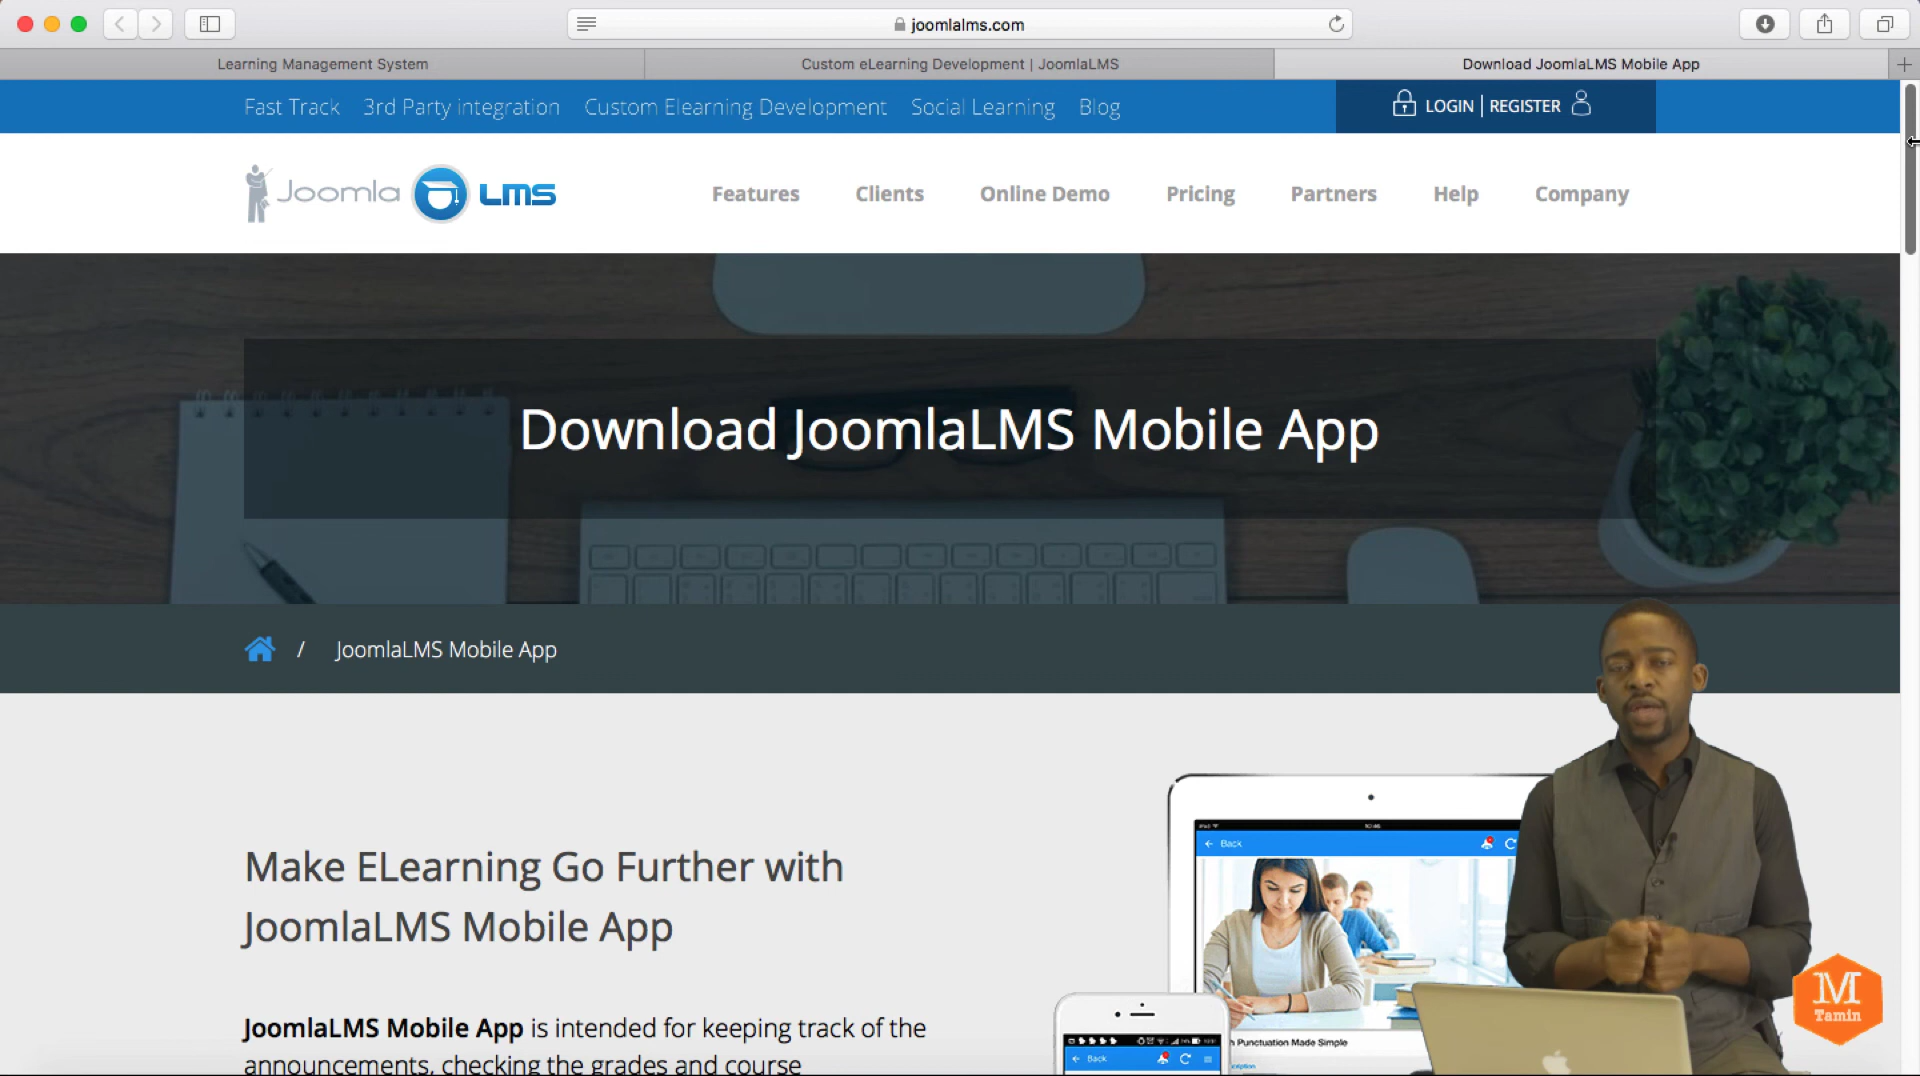 joomlalms.com
Learning Management System
Custom eLearning Development | JoomlaLMS
Download JoomlaLMS Mobile App
Fast Track 3rd Party integration Custom Elearning Development Social Learning Blog
LOGIN | REGISTER
Joomla LMS
Features Clients Online Demo Pricing Partners Help Company
Download JoomlaLMS Mobile App
/ JoomlaLMS Mobile App
Make ELearning Go Further with
JoomlaLMS Mobile App
JoomlaLMS Mobile App is intended for keeping track of the
announcements, checking the grades and course
Back
Punctuation Made Simple
Back
M
Tamin